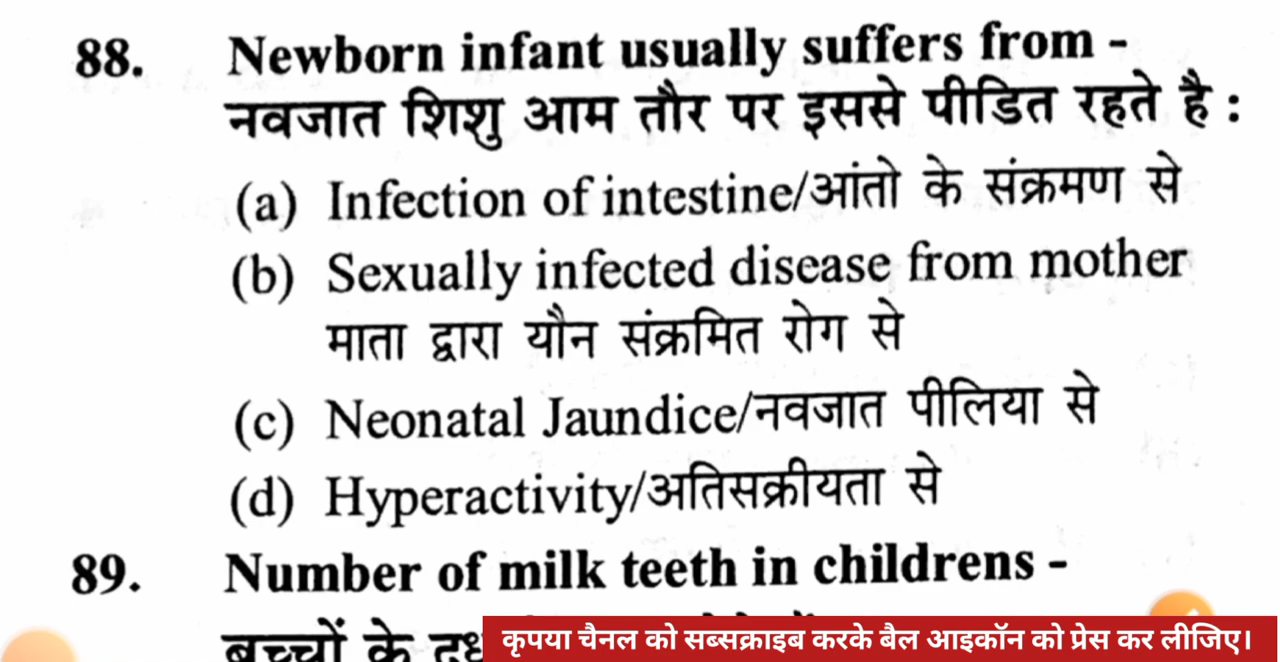 88. Newborn infant usually suffers from -
नवजात शिशु आम तौर पर इससे पीडित रहते है :
(a) Infection of intestine/आंतो के संक्रमण से
(b) Sexually infected disease from mother
माता द्वारा यौन संक्रमित रोग से
(c) Neonatal Jaundice/नवजात पीलिया से
(d) Hyperactivity/अतिसक्रीयता से
89. Number of milk teeth in childrens -
बच्चों के
कृपया चैनल को सब्सक्राइब करके बैल आइकॉन को प्रेस कर लीजिए।